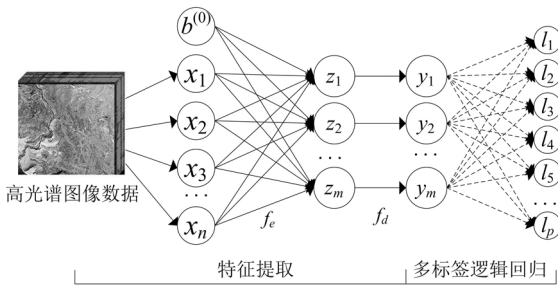 b(0)
x1
x2
x3
...
xn
高光谱图像数据
z1
z2
...
zm
fe
y1
y2
...
ym
fd
l1
l2
l3
l4
l5
...
lp
特征提取
多标签逻辑回归